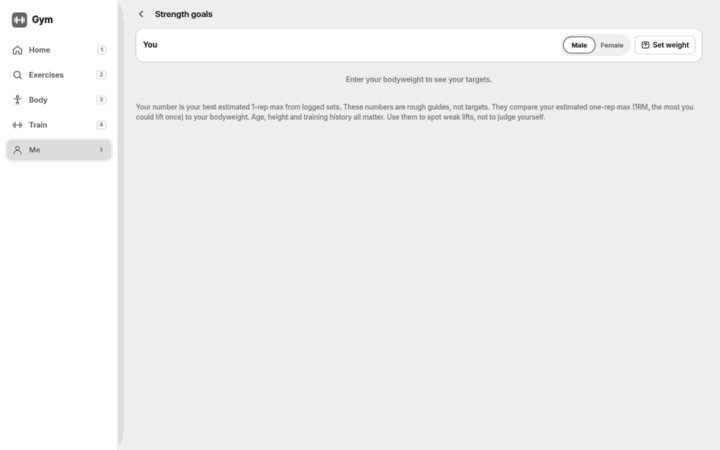 Gym
Home 1
Exercises 2
Body 3
Train 4
Me 5
Strength goals
You
Male Female Set weight
Enter your bodyweight to see your targets.
Your number is your best estimated 1-rep max from logged sets. These numbers are rough guides, not targets. They compare your estimated one-rep max (1RM, the most you
could lift once) to your bodyweight. Age, height and training history all matter. Use them to spot weak lifts, not to judge yourself.